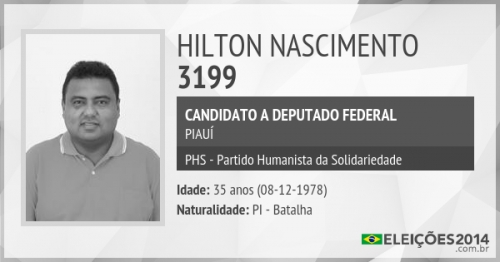 HILTON NASCIMENTO
3199
CANDIDATO A DEPUTADO FEDERAL
PIAUÍ
PHS - Partido Humanista da Solidariedade
Idade: 35 anos (08-12-1978)
Naturalidade: PI - Batalha
ELEIÇÕES2014
.com.br